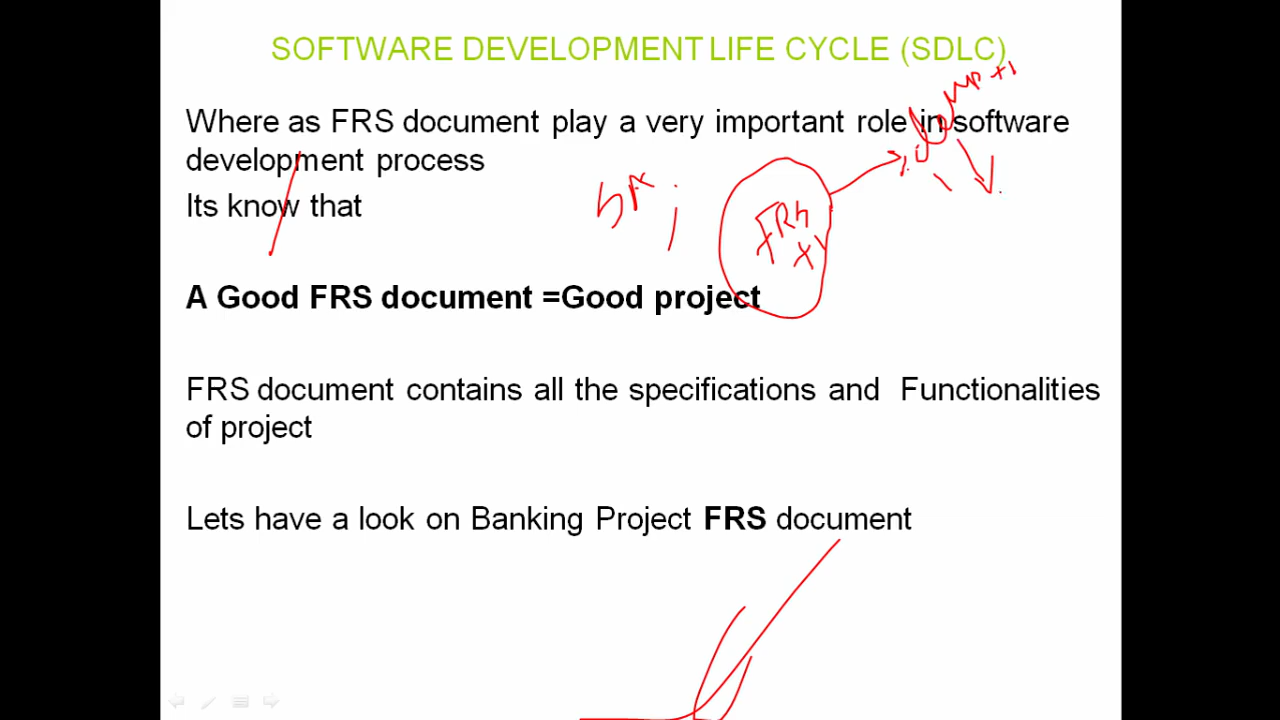 SOFTWARE DEVELOPMENT LIFE CYCLE (SDLC)
Where as FRS document play a very important role in software
development process
Its know that
FRS
A Good FRS document =Good project
FRS document contains all the specifications and Functionalities
of project
Lets have a look on Banking Project FRS document